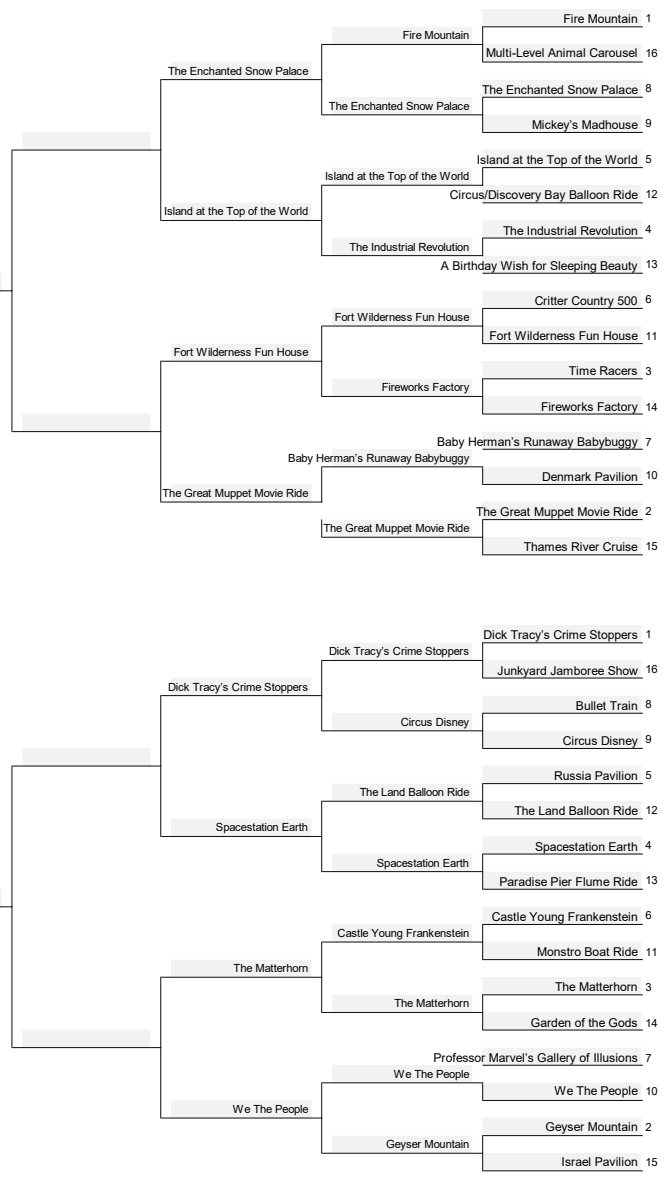 Fire Mountain 1
Fire Mountain
Multi-Level Animal Carousel 16
The Enchanted Snow Palace
The Enchanted Snow Palace 8
The Enchanted Snow Palace
Mickey's Madhouse 9
Island at the Top of the World 5
Island at the Top of the World
Circus/Discovery Bay Balloon Ride 12
Island at the Top of the World
The Industrial Revolution 4
The Industrial Revolution
A Birthday Wish for Sleeping Beauty 13
Critter Country 500 6
Fort Wilderness Fun House
Fort Wilderness Fun House 11
Fort Wilderness Fun House
Time Racers 3
Fireworks Factory
Fireworks Factory 14
Baby Herman's Runaway Babybuggy 7
Baby Herman's Runaway Babybuggy
Denmark Pavilion 10
The Great Muppet Movie Ride
The Great Muppet Movie Ride 2
The Great Muppet Movie Ride
Thames River Cruise 15
Dick Tracy's Crime Stoppers 1
Dick Tracy's Crime Stoppers
Junkyard Jamboree Show 16
Dick Tracy's Crime Stoppers
Bullet Train 8
Circus Disney
Circus Disney 9
Russia Pavilion 5
The Land Balloon Ride
The Land Balloon Ride 12
Spacestation Earth
Spacestation Earth 4
Spacestation Earth
Paradise Pier Flume Ride 13
Castle Young Frankenstein 6
Castle Young Frankenstein
Monstro Boat Ride 11
The Matterhorn
The Matterhorn 3
The Matterhorn
Garden of the Gods 14
Professor Marvel's Gallery of Illusions 7
We The People
We The People 10
We The People
Geyser Mountain 2
Geyser Mountain
Israel Pavilion 15